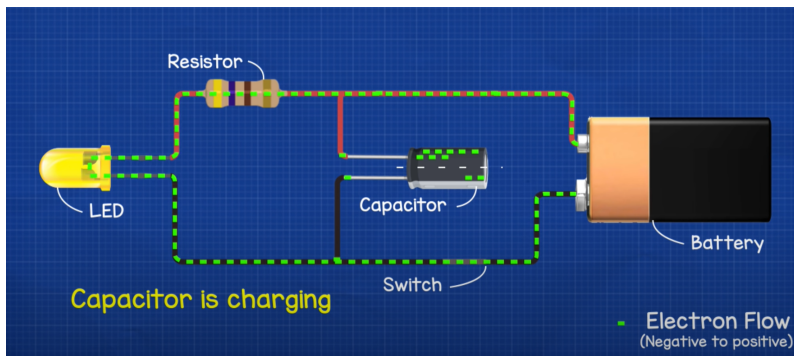 Resistor
LED
Capacitor
Battery
Switch
Capacitor is charging
Electron Flow
(Negative to positive)